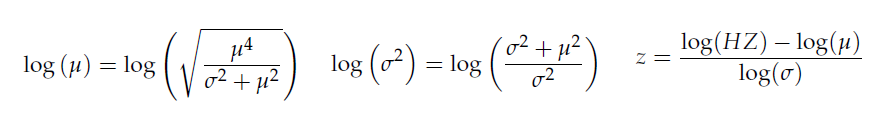 log (μ) = log (√(μ⁴ / (σ² + μ²))) log (σ²) = log ((σ² + μ²) / σ²) z = (log(HZ) − log(μ)) / log(σ)